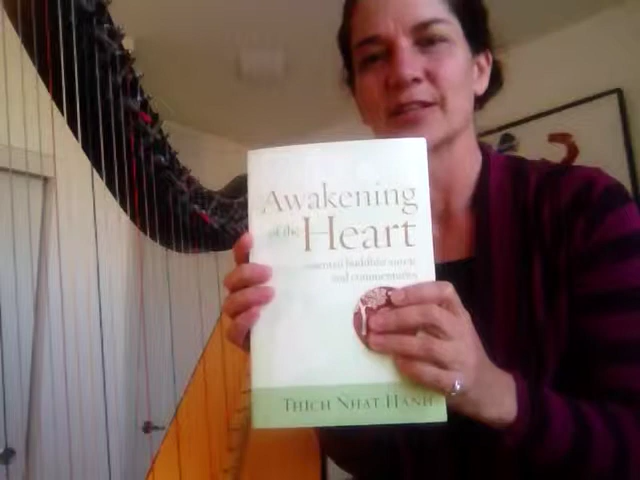 Awakening
of the Heart
essential buddhist sutras
and commentaries
THICH NHAT HANH